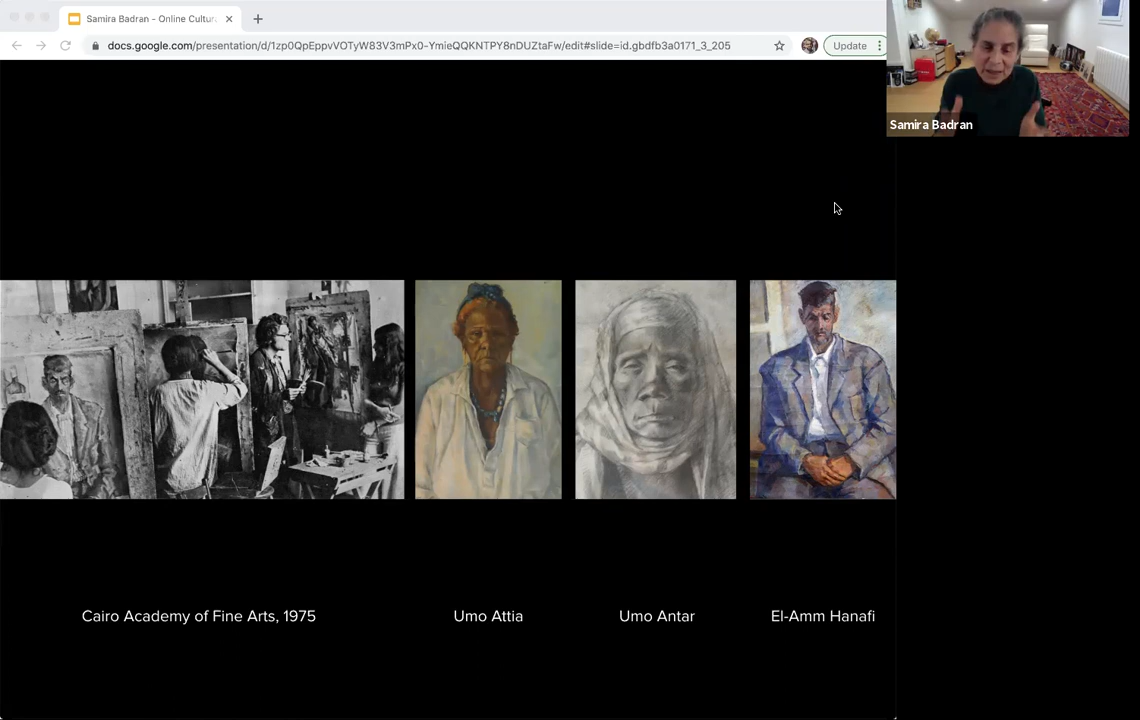 Samira Badran - Online Cultur
docs.google.com/presentation/d/1zp0QpEppvVOTyW83V3mPx0-YmieQQKNTPY8nDUZtaFw/edit#slide=id.gbdfb3a0171_3_205
Update
Samira Badran
Cairo Academy of Fine Arts, 1975
Umo Attia
Umo Antar
El-Amm Hanafi